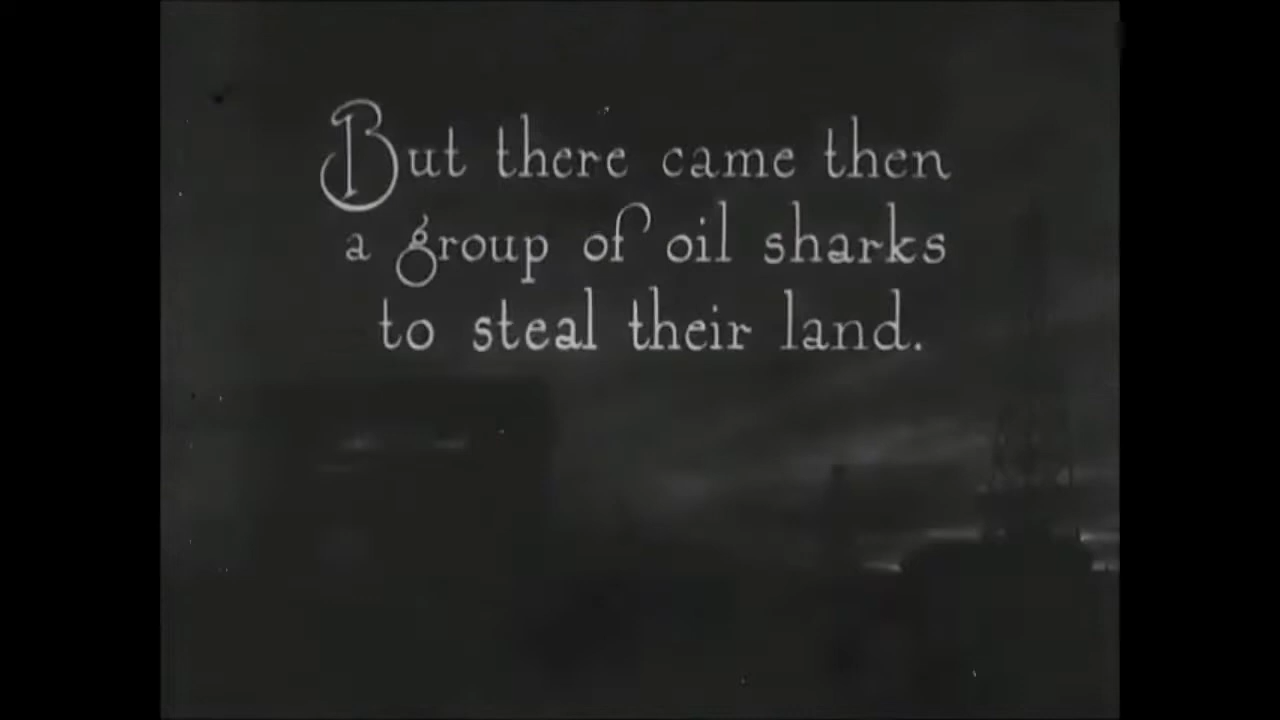 But there came then
a group of oil sharks
to steal their land.